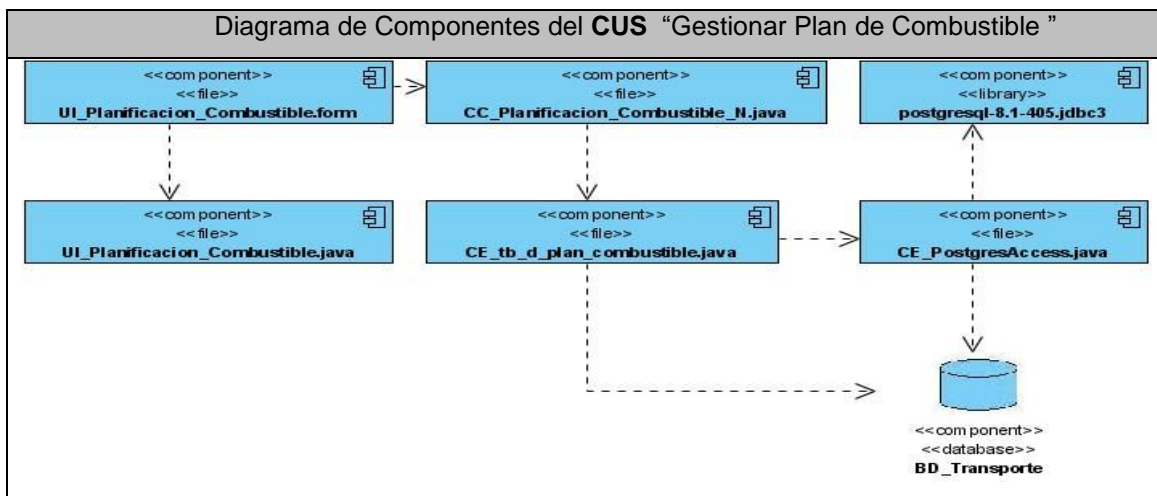 Diagrama de Componentes del CUS “Gestionar Plan de Combustible ”
<<component>>
<<file>>
UI_Planificacion_Combustible.form
<<component>>
<<file>>
CC_Planificacion_Combustible_N.java
<<component>>
<<library>>
postgresql-8.1-405.jdbc3
<<component>>
<<file>>
UI_Planificacion_Combustible.java
<<component>>
<<file>>
CE_tb_d_plan_combustible.java
<<component>>
<<file>>
CE_PostgresAccess.java
<<component>>
<<database>>
BD_Transporte